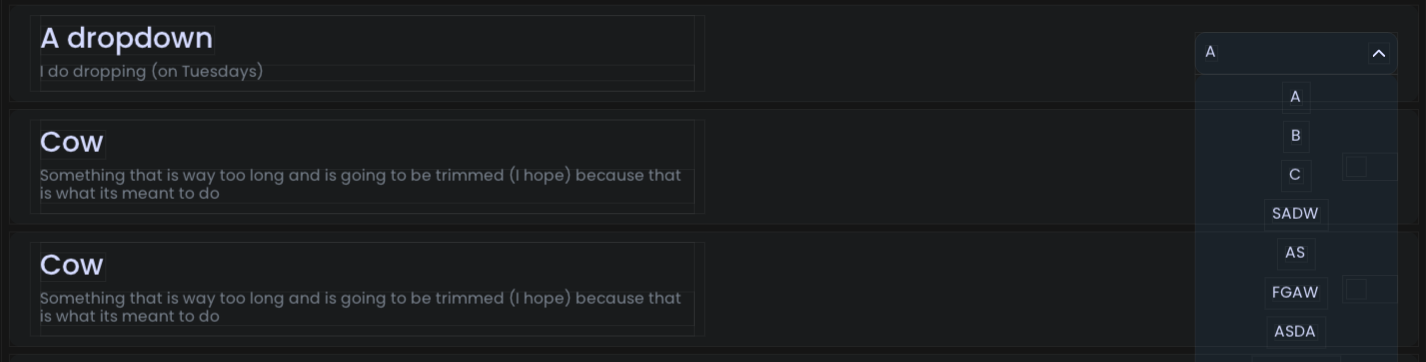 A dropdown
I do dropping (on Tuesdays)
A
A
B
C
SADW
AS
FGAW
ASDA
Cow
Something that is way too long and is going to be trimmed (I hope) because that
is what its meant to do
Cow
Something that is way too long and is going to be trimmed (I hope) because that
is what its meant to do